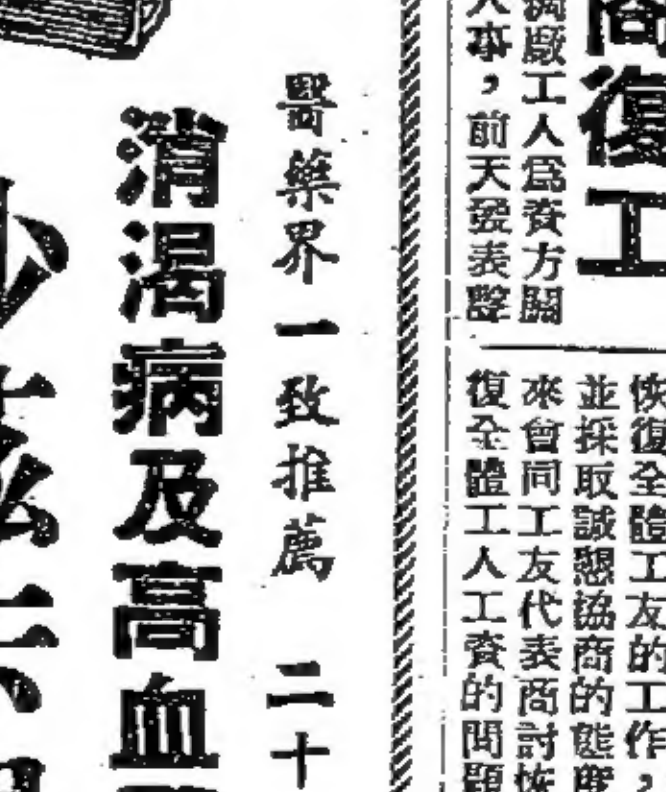 商復工
廠工人為資方關
人本，前天發表聲
恢復全體工友的工作，
並採取誠懇協商的態度
來會同工友代表商討恢
復全體工人工資的問題
醫藥界一致推薦 二十
消渴病及高血